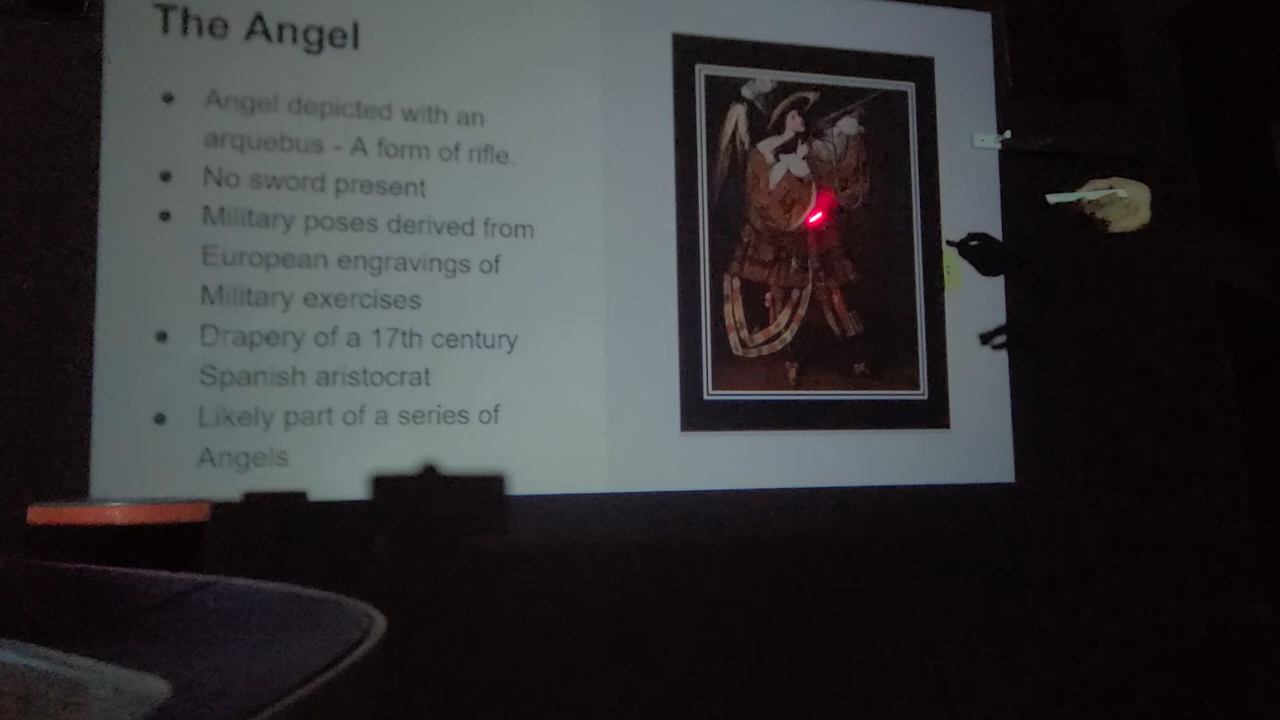 The Angel
● Angel depicted with an
arquebus - A form of rifle.
● No sword present
● Military poses derived from
European engravings of
Military exercises
● Drapery of a 17th century
Spanish aristocrat
● Likely part of a series of
Angels